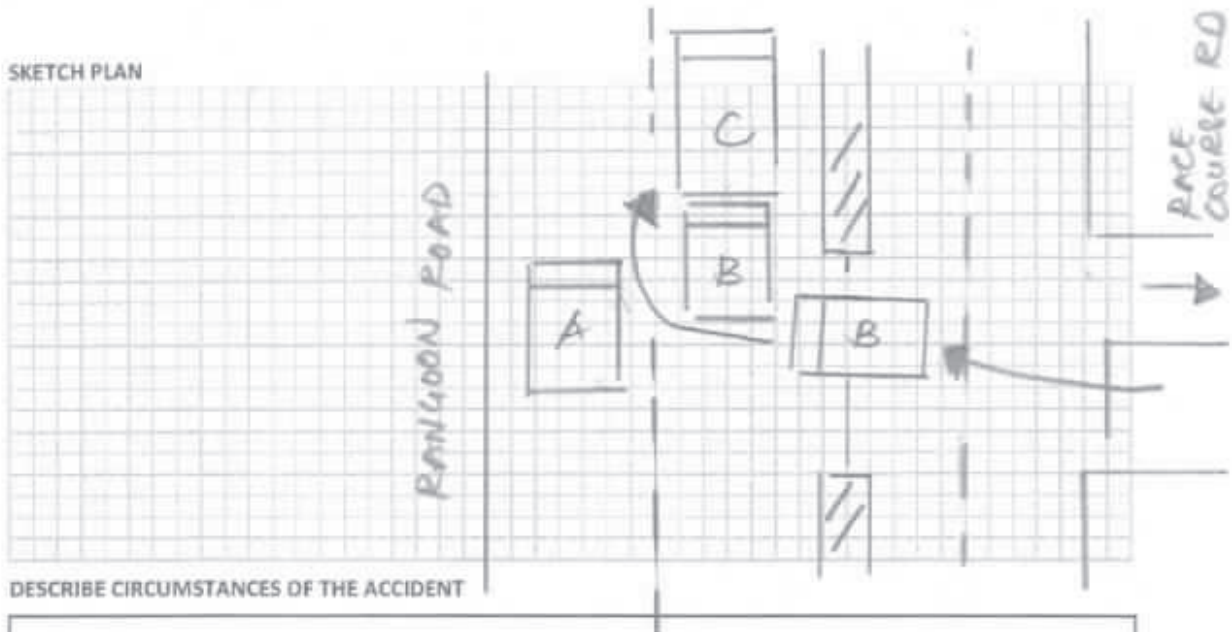 SKETCH PLAN
RANGOON ROAD
A
B
C
B
RACE
COURSE RD
DESCRIBE CIRCUMSTANCES OF THE ACCIDENT